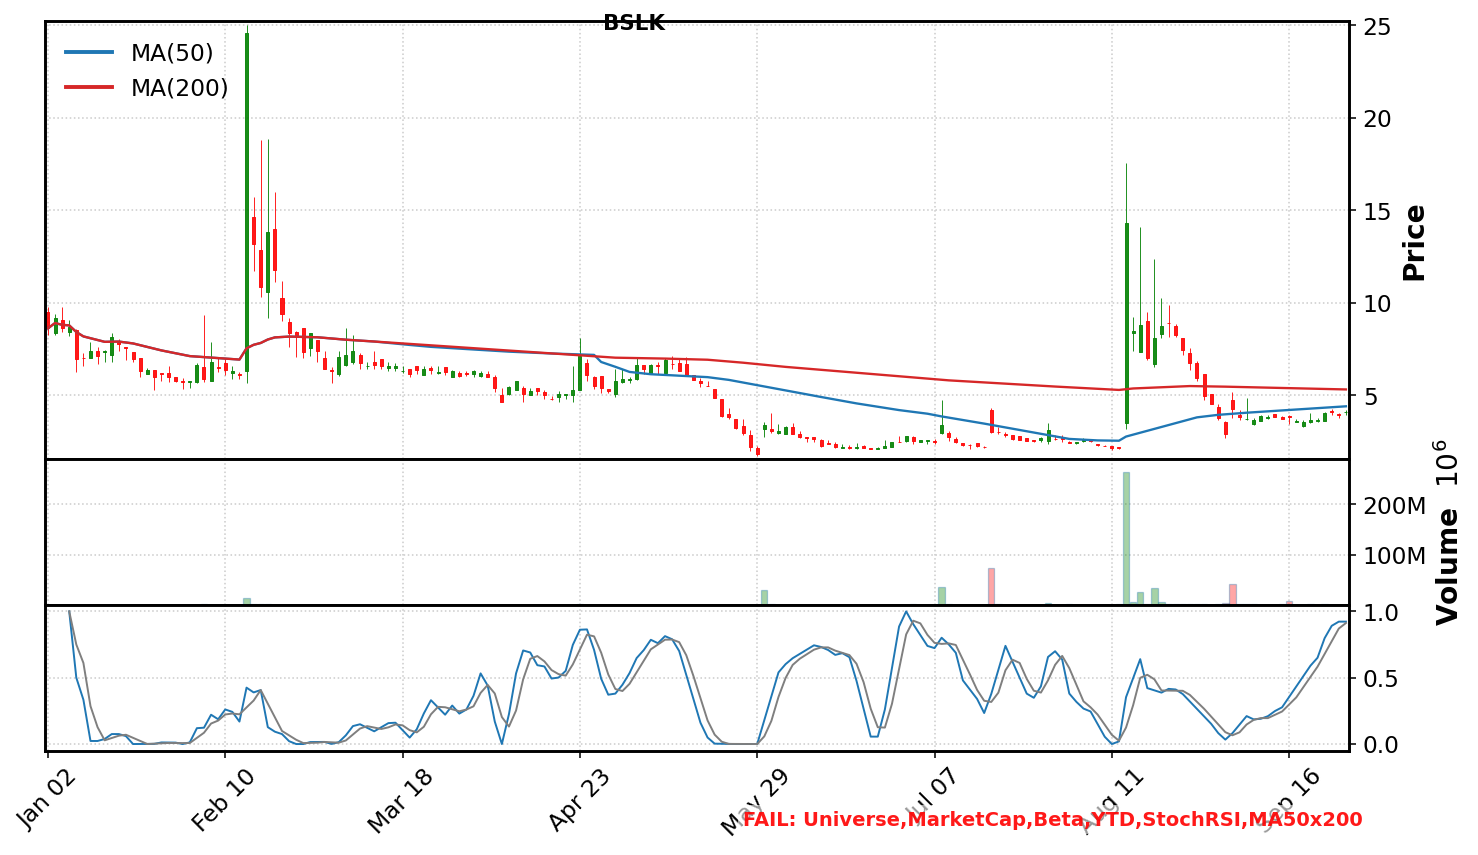 BSLK
MA(50)
MA(200)
25
20
15
10
5
Price
200M
100M
Volume 10^6
1.0
0.5
0.0
Jan 02
Feb 10
Mar 18
Apr 23
May 29
Jul 07
Aug 11
Sep 16
FAIL: Universe,MarketCap,Beta,YTD,StochRSI,MA50x200